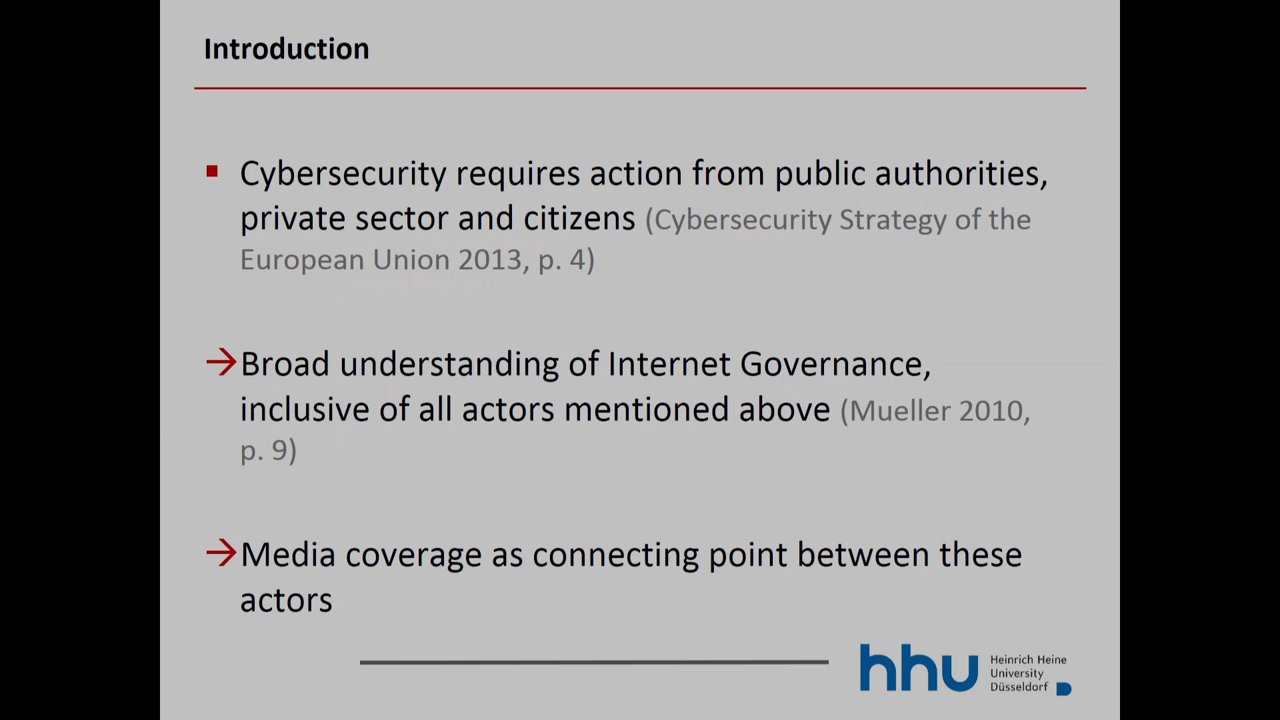 Introduction
Cybersecurity requires action from public authorities,
private sector and citizens (Cybersecurity Strategy of the
European Union 2013, p. 4)
→Broad understanding of Internet Governance,
inclusive of all actors mentioned above (Mueller 2010,
p. 9)
→Media coverage as connecting point between these
actors
hhu
Heinrich Heine
University
Düsseldorf